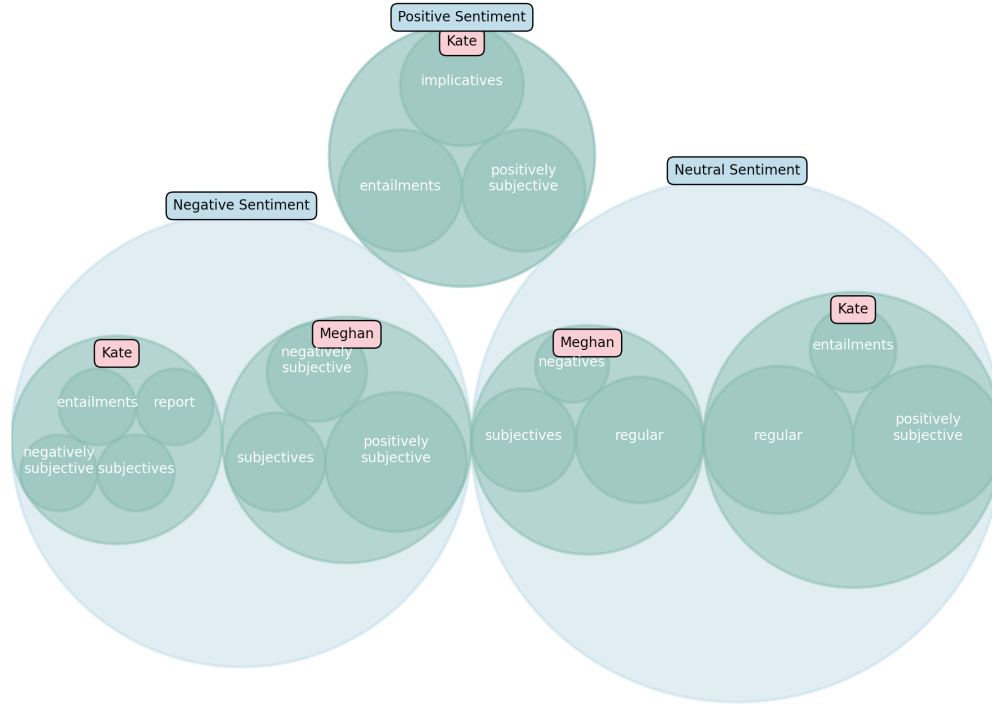 Positive Sentiment
Kate
implicatives
entailments
positively
subjective
Neutral Sentiment
Negative Sentiment
Kate
entailments
report
negatively
subjective
subjectives
Meghan
negatively
subjective
subjectives
positively
subjective
Meghan
negatives
subjectives
regular
Kate
entailments
regular
positively
subjective